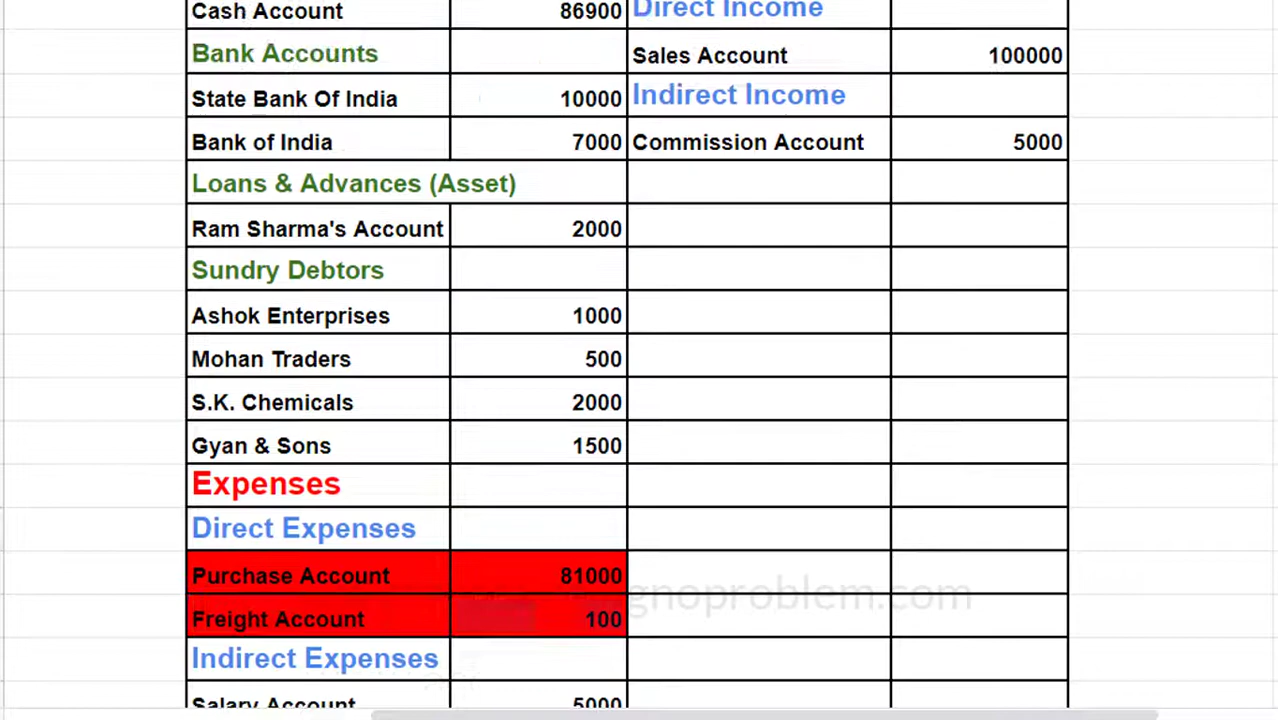 Cash Account 86900 Direct Income
Bank Accounts Sales Account 100000
State Bank Of India 10000 Indirect Income
Bank of India 7000 Commission Account 5000
Loans & Advances (Asset)
Ram Sharma's Account 2000
Sundry Debtors
Ashok Enterprises 1000
Mohan Traders 500
S.K. Chemicals 2000
Gyan & Sons 1500
Expenses
Direct Expenses
Purchase Account 81000
gnoproblem.com
Freight Account 100
Indirect Expenses
Salary Account 5000